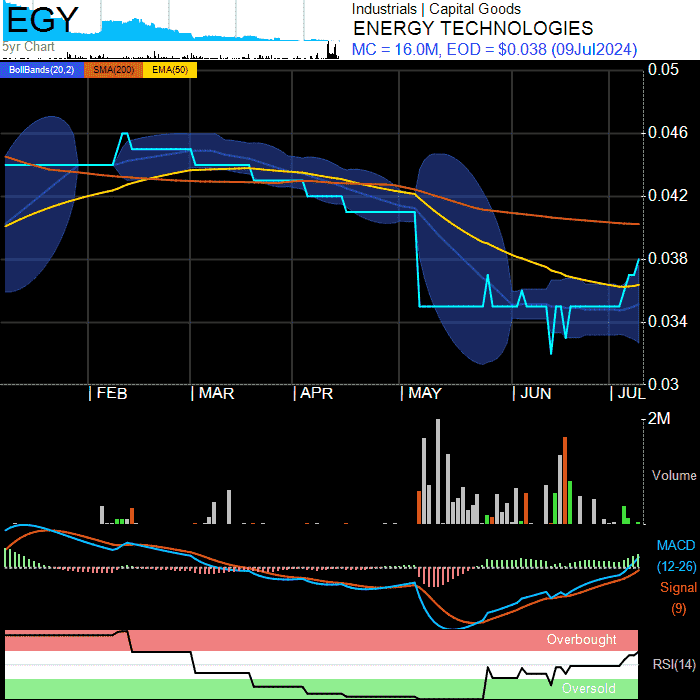 EGY
5yr Chart
Industrials | Capital Goods
ENERGY TECHNOLOGIES
MC = 16.0M, EOD = $0.038 (09Jul2024)
BollBands(20,2) SMA(200) EMA(50)
0.05
0.046
0.042
0.038
0.034
0.03
| FEB | MAR | APR | MAY | JUN | JUL
2M
Volume
MACD
(12-26)
Signal
(9)
Overbought
RSI(14)
Oversold